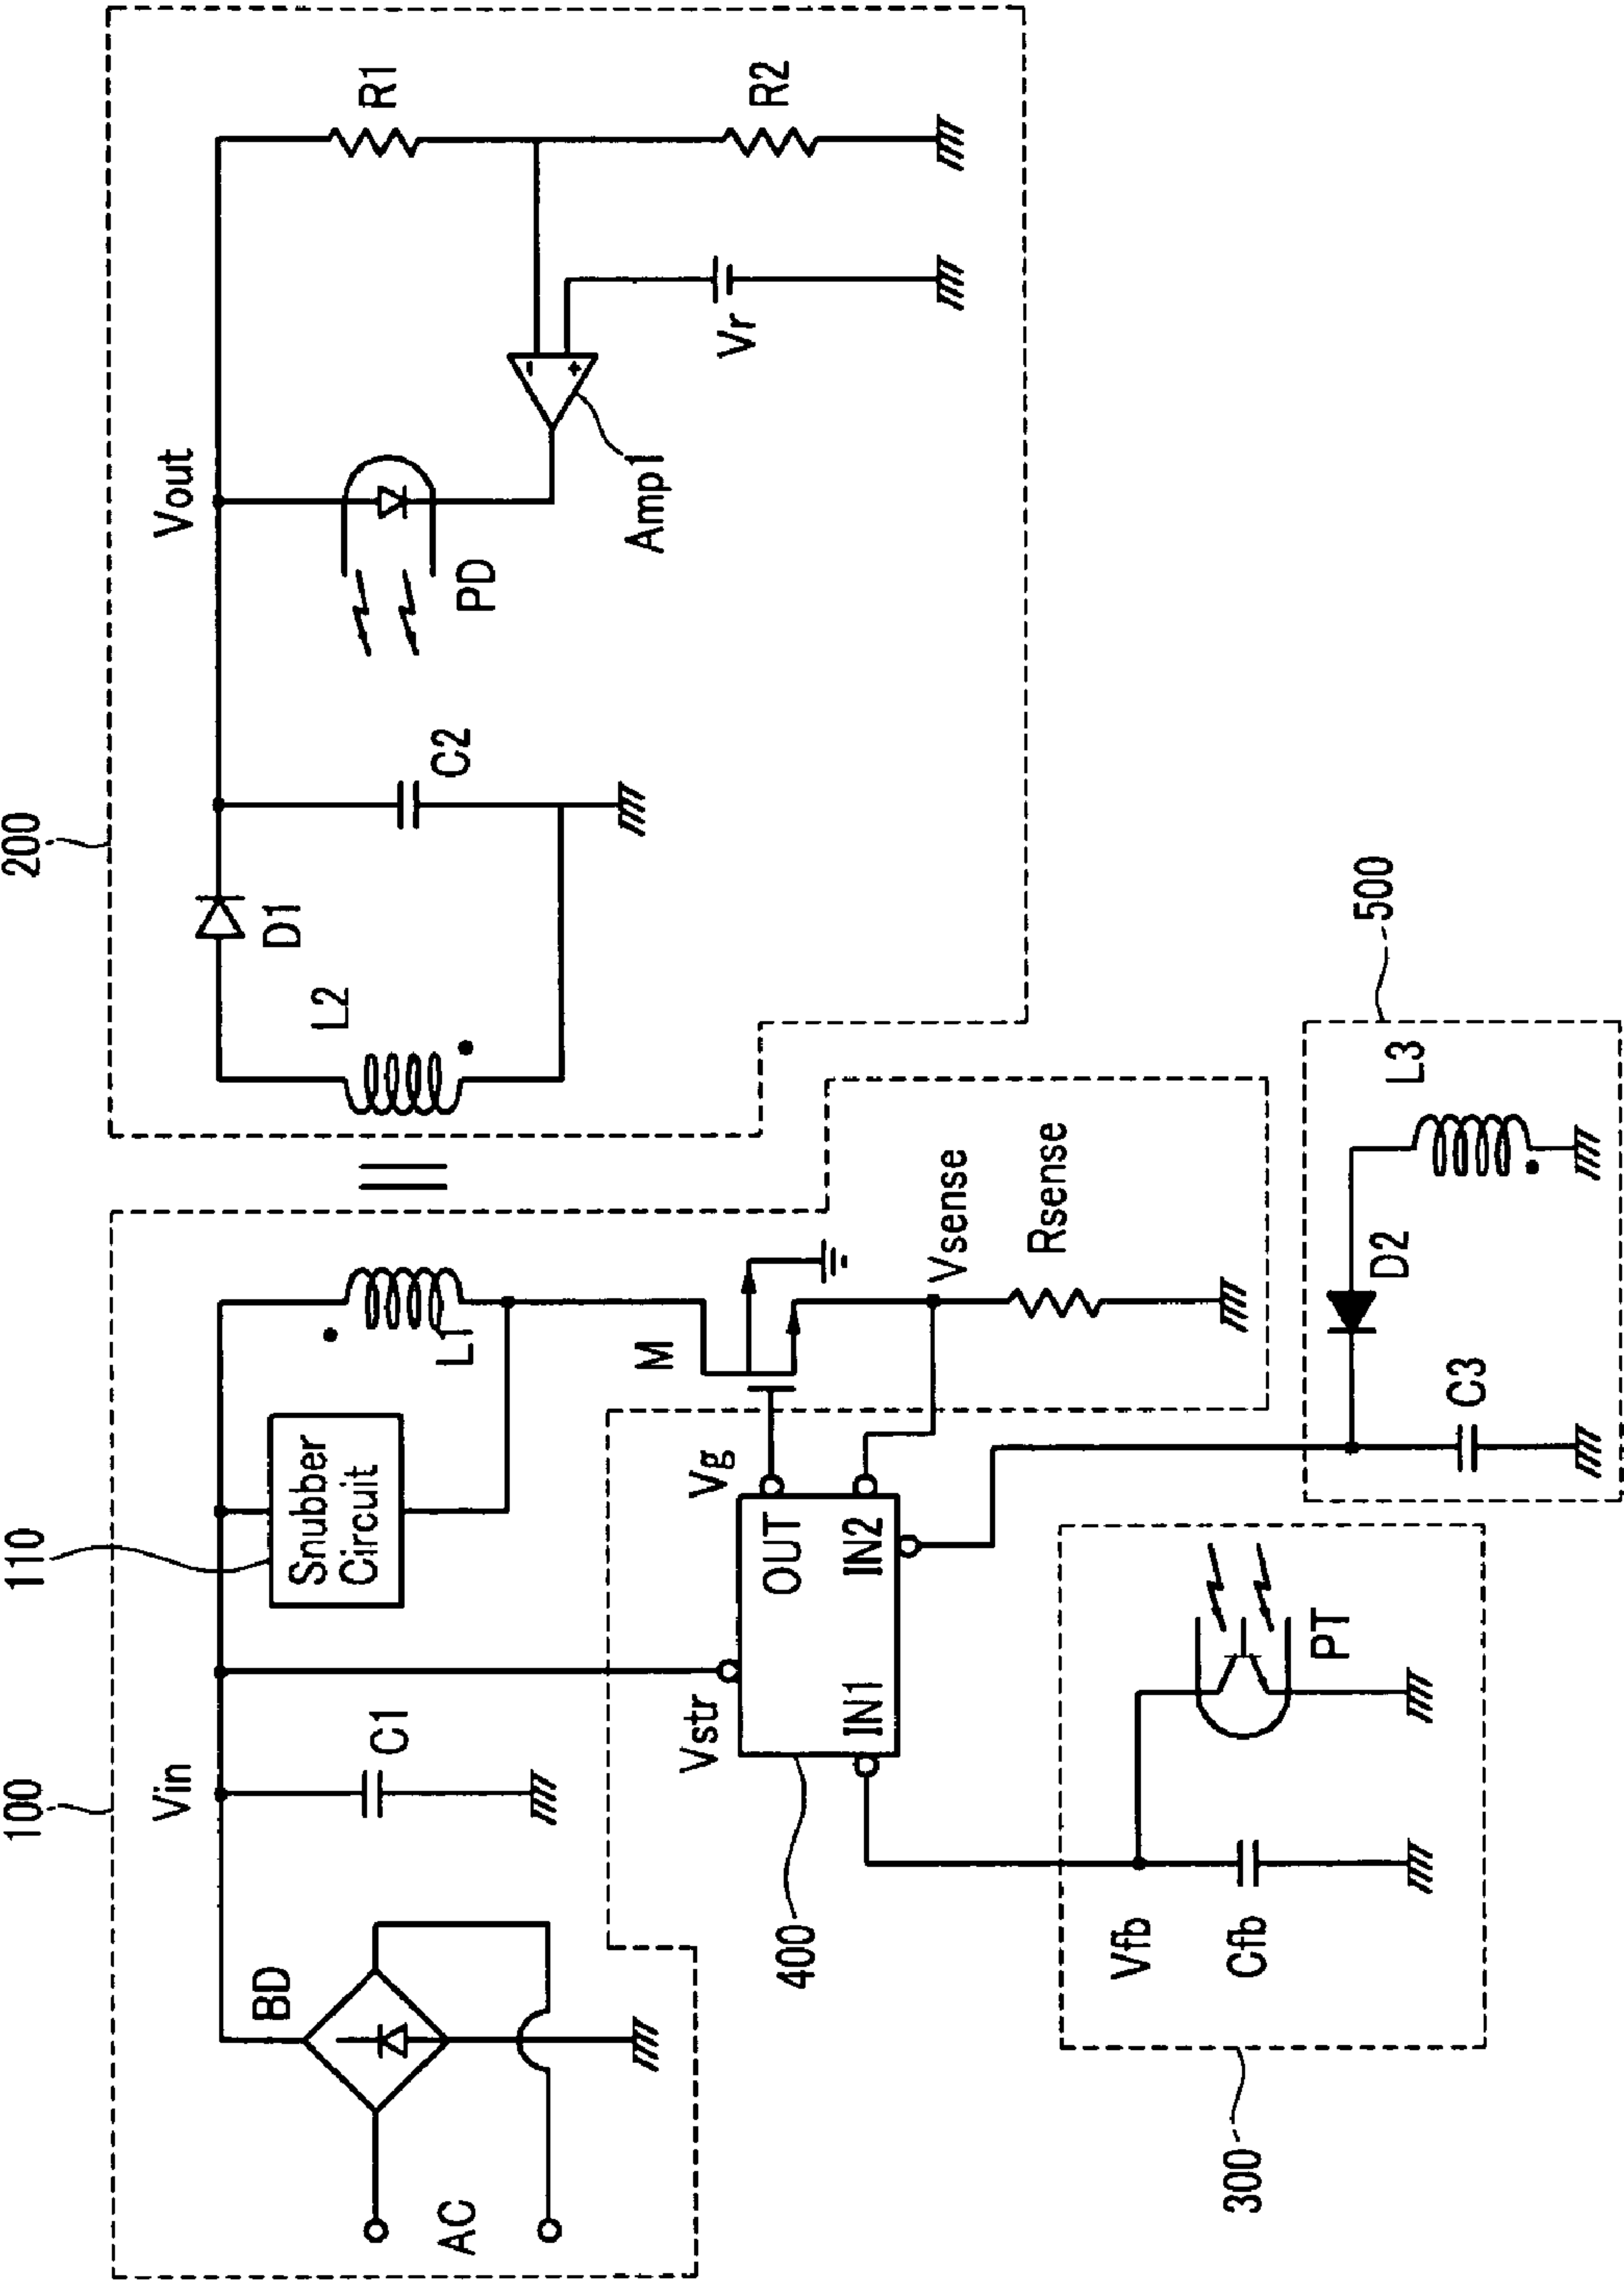 200
Vout
R1
D1
C2
L2
PD
R2
Amp1
Vr
-
+
100
110
Vin
BD
C1
Snubber
Circuit
L1
AC
M
Vstr
Vg
OUT
IN1
IN2
400
Vsense
Rsense
Vfb
Cfb
PT
300
500
D2
L3
C3